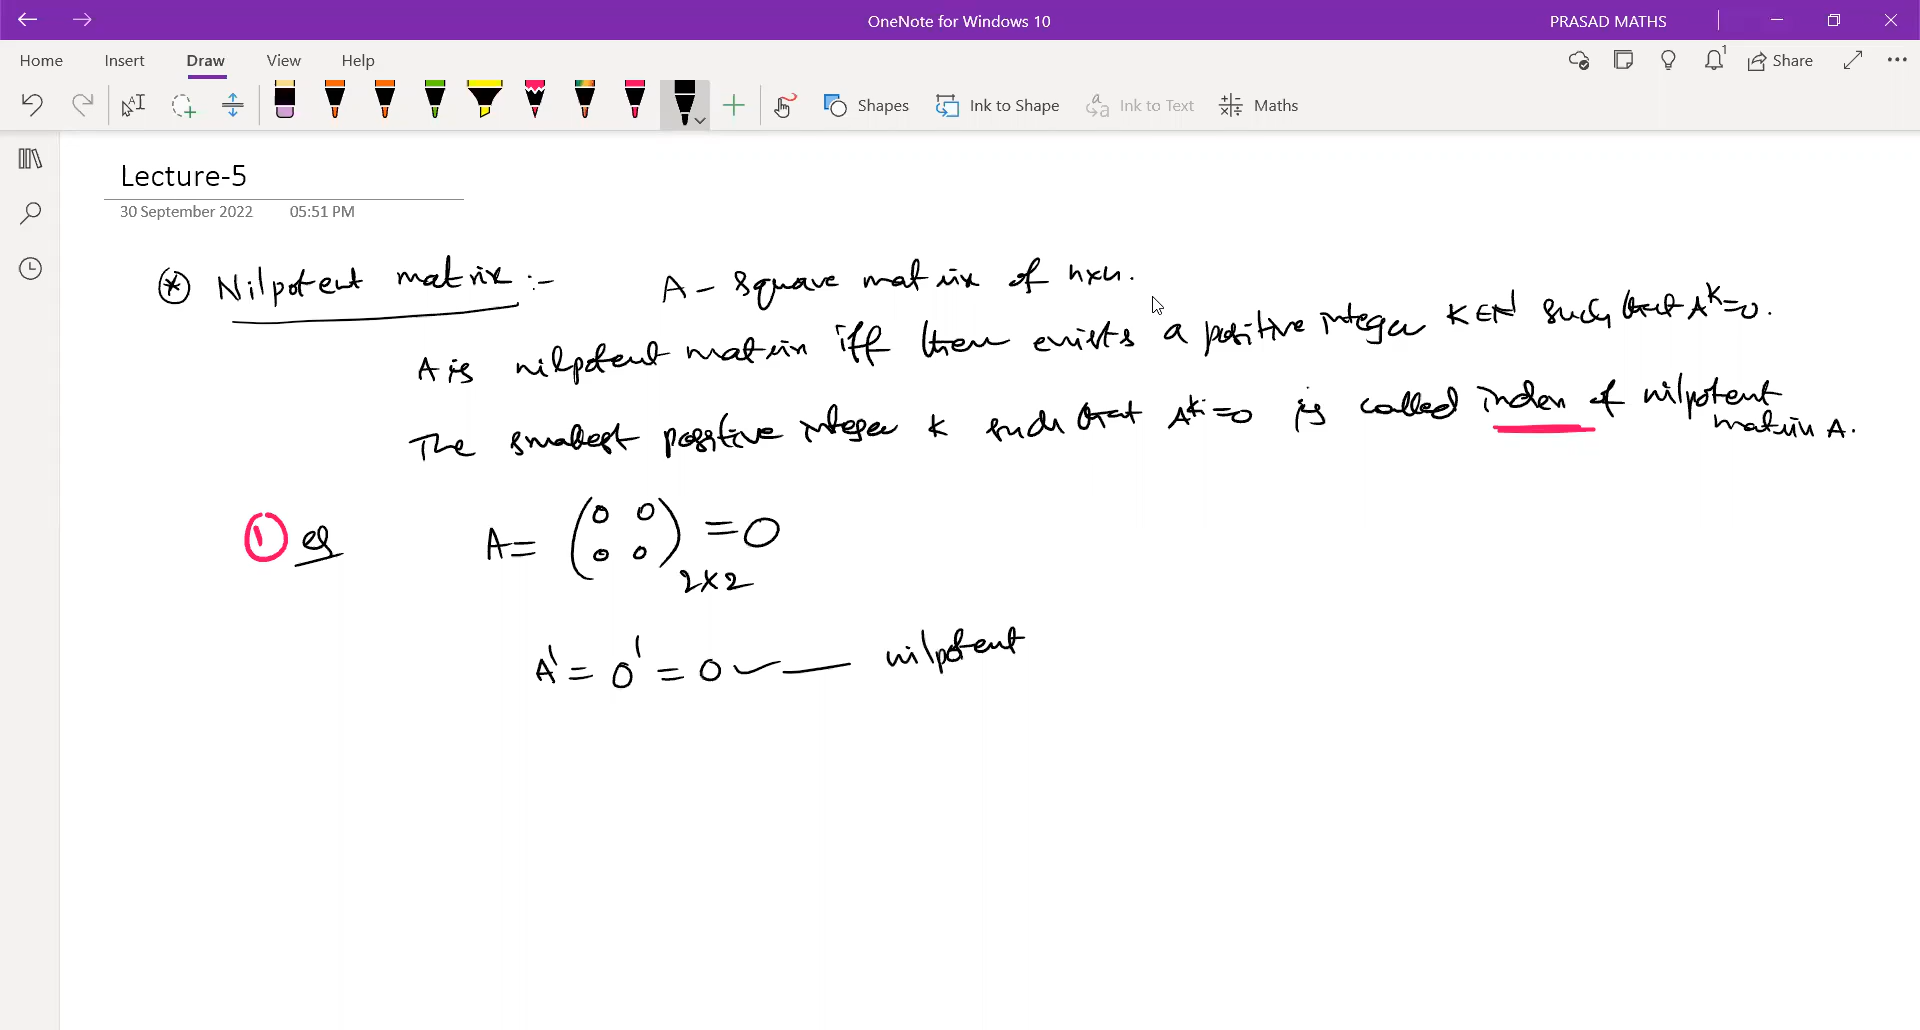 OneNote for Windows 10
PRASAD MATHS
Home Insert Draw View Help
1
Share
Shapes Ink to Shape Ink to Text Maths
Lecture-5
30 September 2022 05:51 PM
* Nilpotent matrix :- A - square matrix of n×n.
A is nilpotent matrix iff there exists a positive integer K ∈ N such that A^K=0.
The smallest positive integer K such that A^K=0 is called index of nilpotent
matrix A.
1 eg A = (0 0
0 0) = 0
2×2
A^1 = 0^1 = 0 ✓ — nilpotent